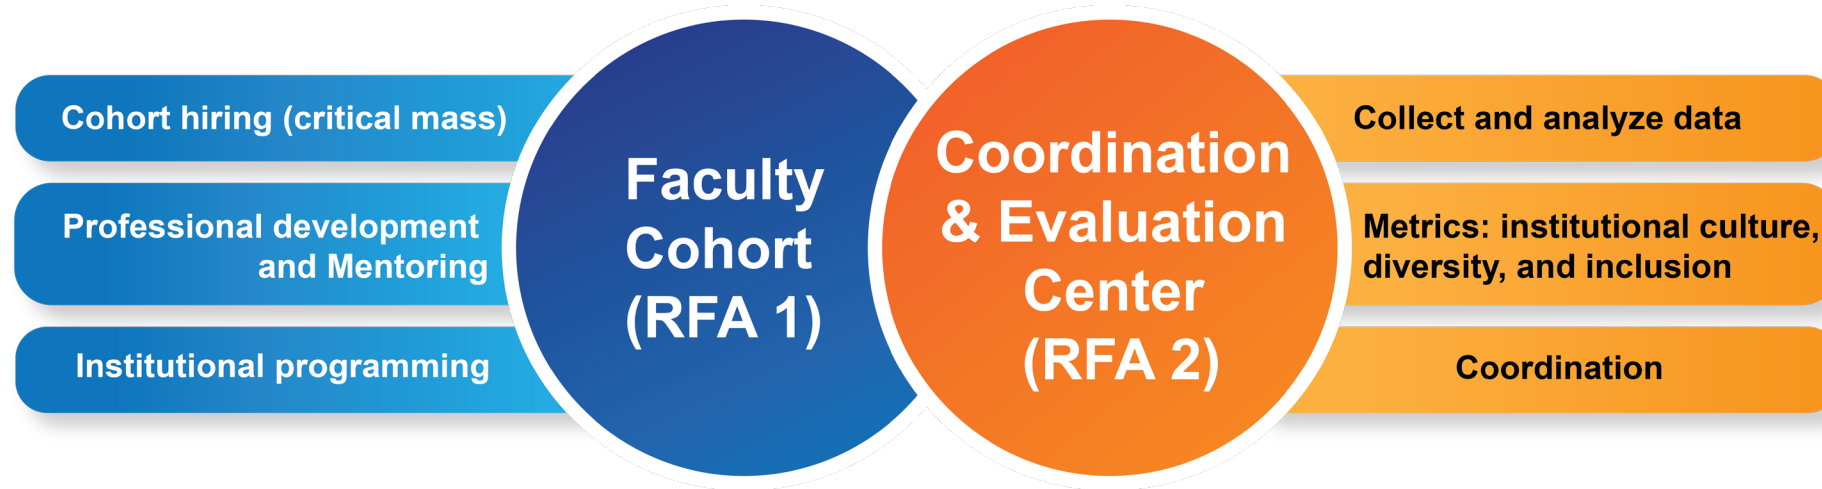 Cohort hiring (critical mass)
Professional development
and Mentoring
Institutional programming
Faculty
Cohort
(RFA 1)
Coordination
& Evaluation
Center
(RFA 2)
Collect and analyze data
Metrics: institutional culture,
diversity, and inclusion
Coordination